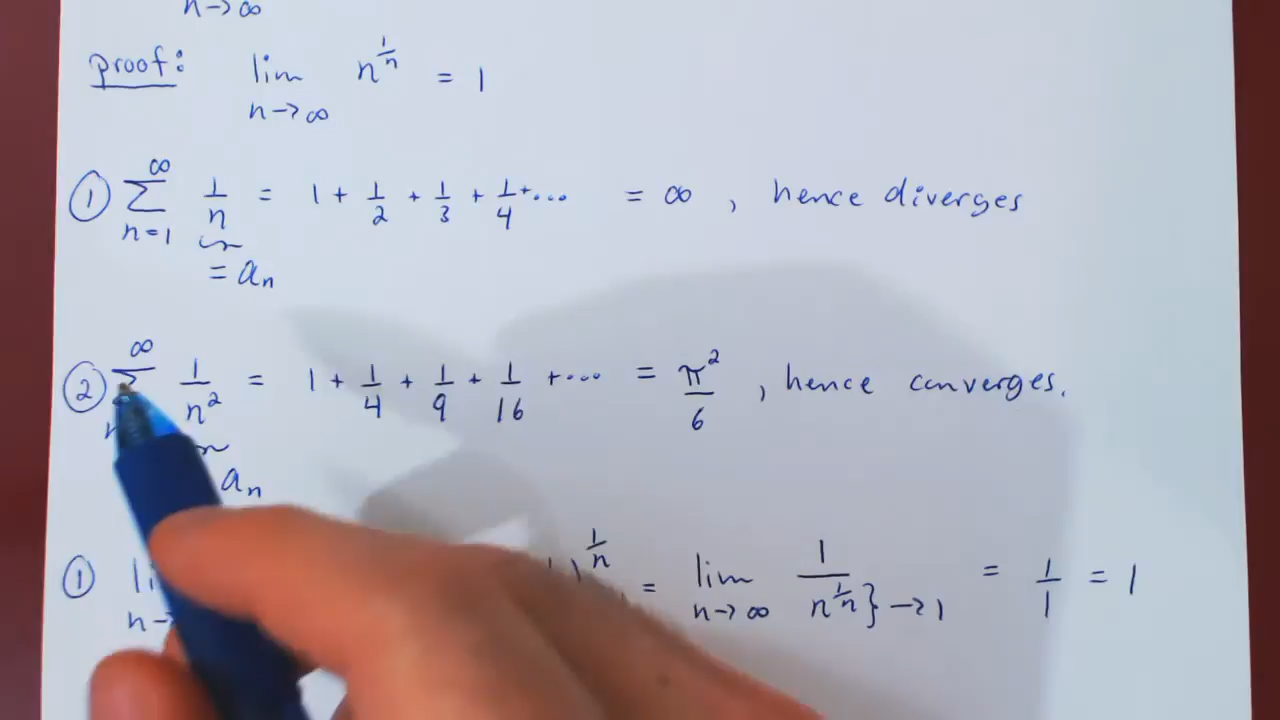 n→∞
proof: lim n^{1/n} = 1
n→∞
① ∑_{n=1}^{∞} 1/n = 1 + 1/2 + 1/3 + 1/4 + ... = ∞ , hence diverges
= a_n
② ∑^{∞} 1/n² = 1 + 1/4 + 1/9 + 1/16 + ... = π²/6 , hence converges.
a_n
① ^{1/n} = lim_{n→∞} 1/n^{1/n} } → 1 = 1/1 = 1